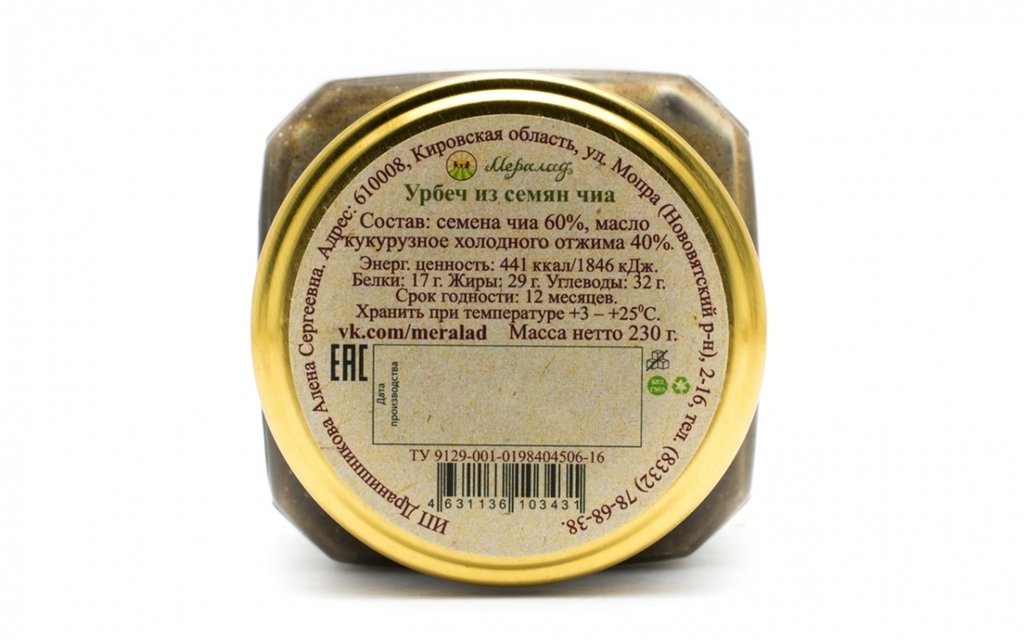 ИП Дранишникова Алена Сергеевна. Адрес: 610008, Кировская область, ул. Мопра (Нововятский р-н), 2-16, тел. (8332) 78-68-38.
Мералад
Урбеч из семян чиа
Состав: семена чиа 60%, масло
кукурузное холодного отжима 40%.
Энерг. ценность: 441 ккал/1846 кДж.
Белки: 17 г. Жиры: 29 г. Углеводы: 32 г.
Срок годности: 12 месяцев.
Хранить при температуре +3 – +25⁰С.
vk.com/meralad Масса нетто 230 г.
ЕАС
Дата
производства
БЕЗ
ГМО
ТУ 9129-001-0198404506-16
4 631136 103431